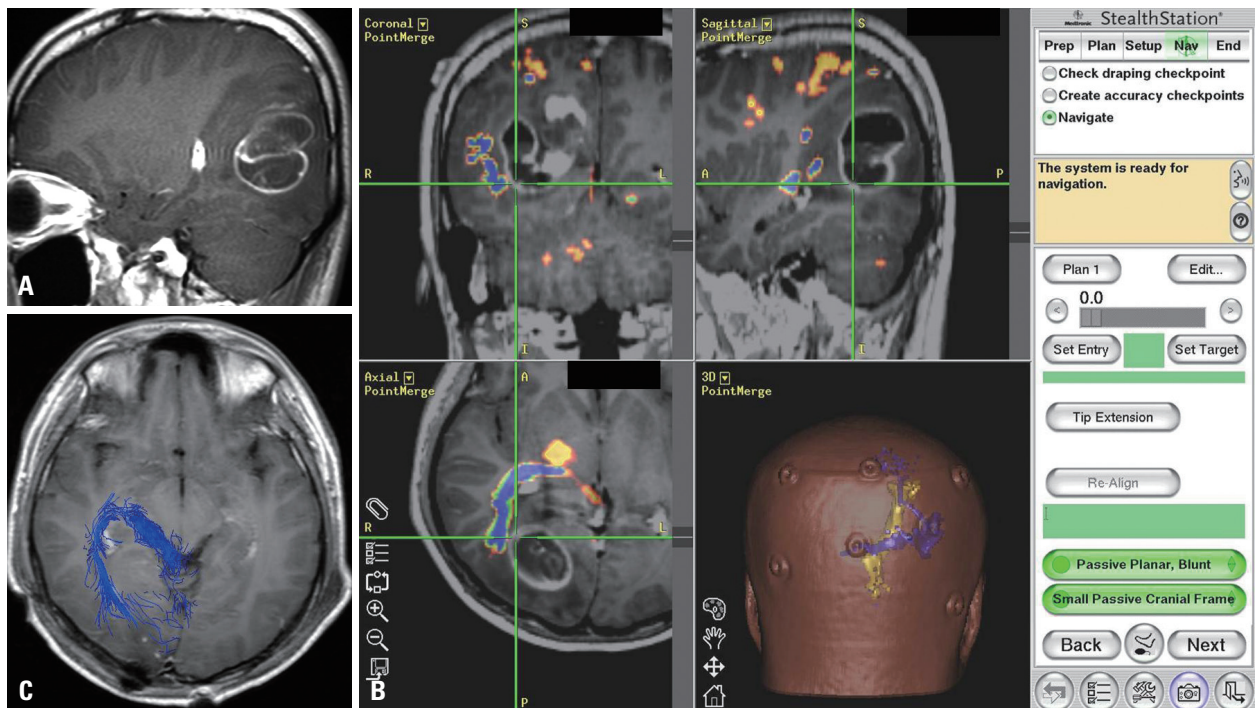 A
C
B
Coronal
PointMerge
S
R
L
I
Sagittal
PointMerge
S
A
P
I
Axial
PointMerge
A
R
L
P
3D
PointMerge
Medtronic
StealthStation®
Prep Plan Setup Nav End
Check draping checkpoint
Create accuracy checkpoints
Navigate
The system is ready for
navigation.
?
Plan 1 Edit...
0.0
< >
Set Entry Set Target
Tip Extension
Re-Align
Passive Planar, Blunt
Small Passive Cranial Frame
Back Next